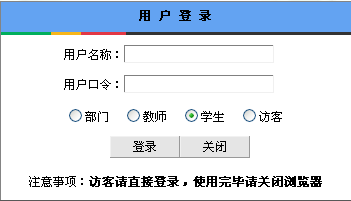 用 户 登 录
用户名称：
用户口令：
部门 教师 学生 访客
登录 关闭
注意事项：访客请直接登录，使用完毕请关闭浏览器